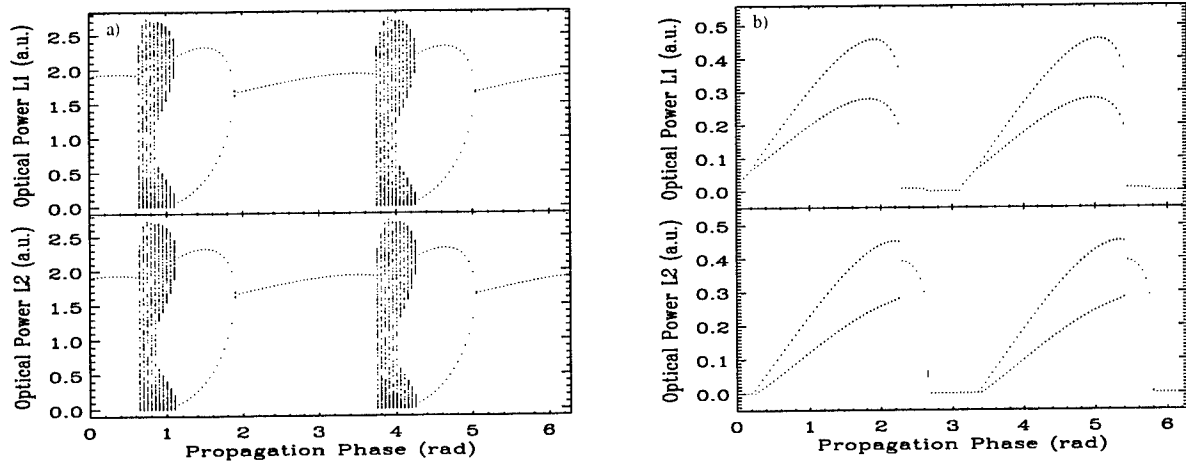 a)
Optical Power L1 (a.u.)
2.5
2.0
1.5
1.0
0.5
0.0
Optical Power L2 (a.u.)
2.5
2.0
1.5
1.0
0.5
0.0
0 1 2 3 4 5 6
Propagation Phase (rad)
b)
Optical Power L1 (a.u.)
0.5
0.4
0.3
0.2
0.1
0.0
Optical Power L2 (a.u.)
0.5
0.4
0.3
0.2
0.1
0.0
0 1 2 3 4 5 6
Propagation Phase (rad)